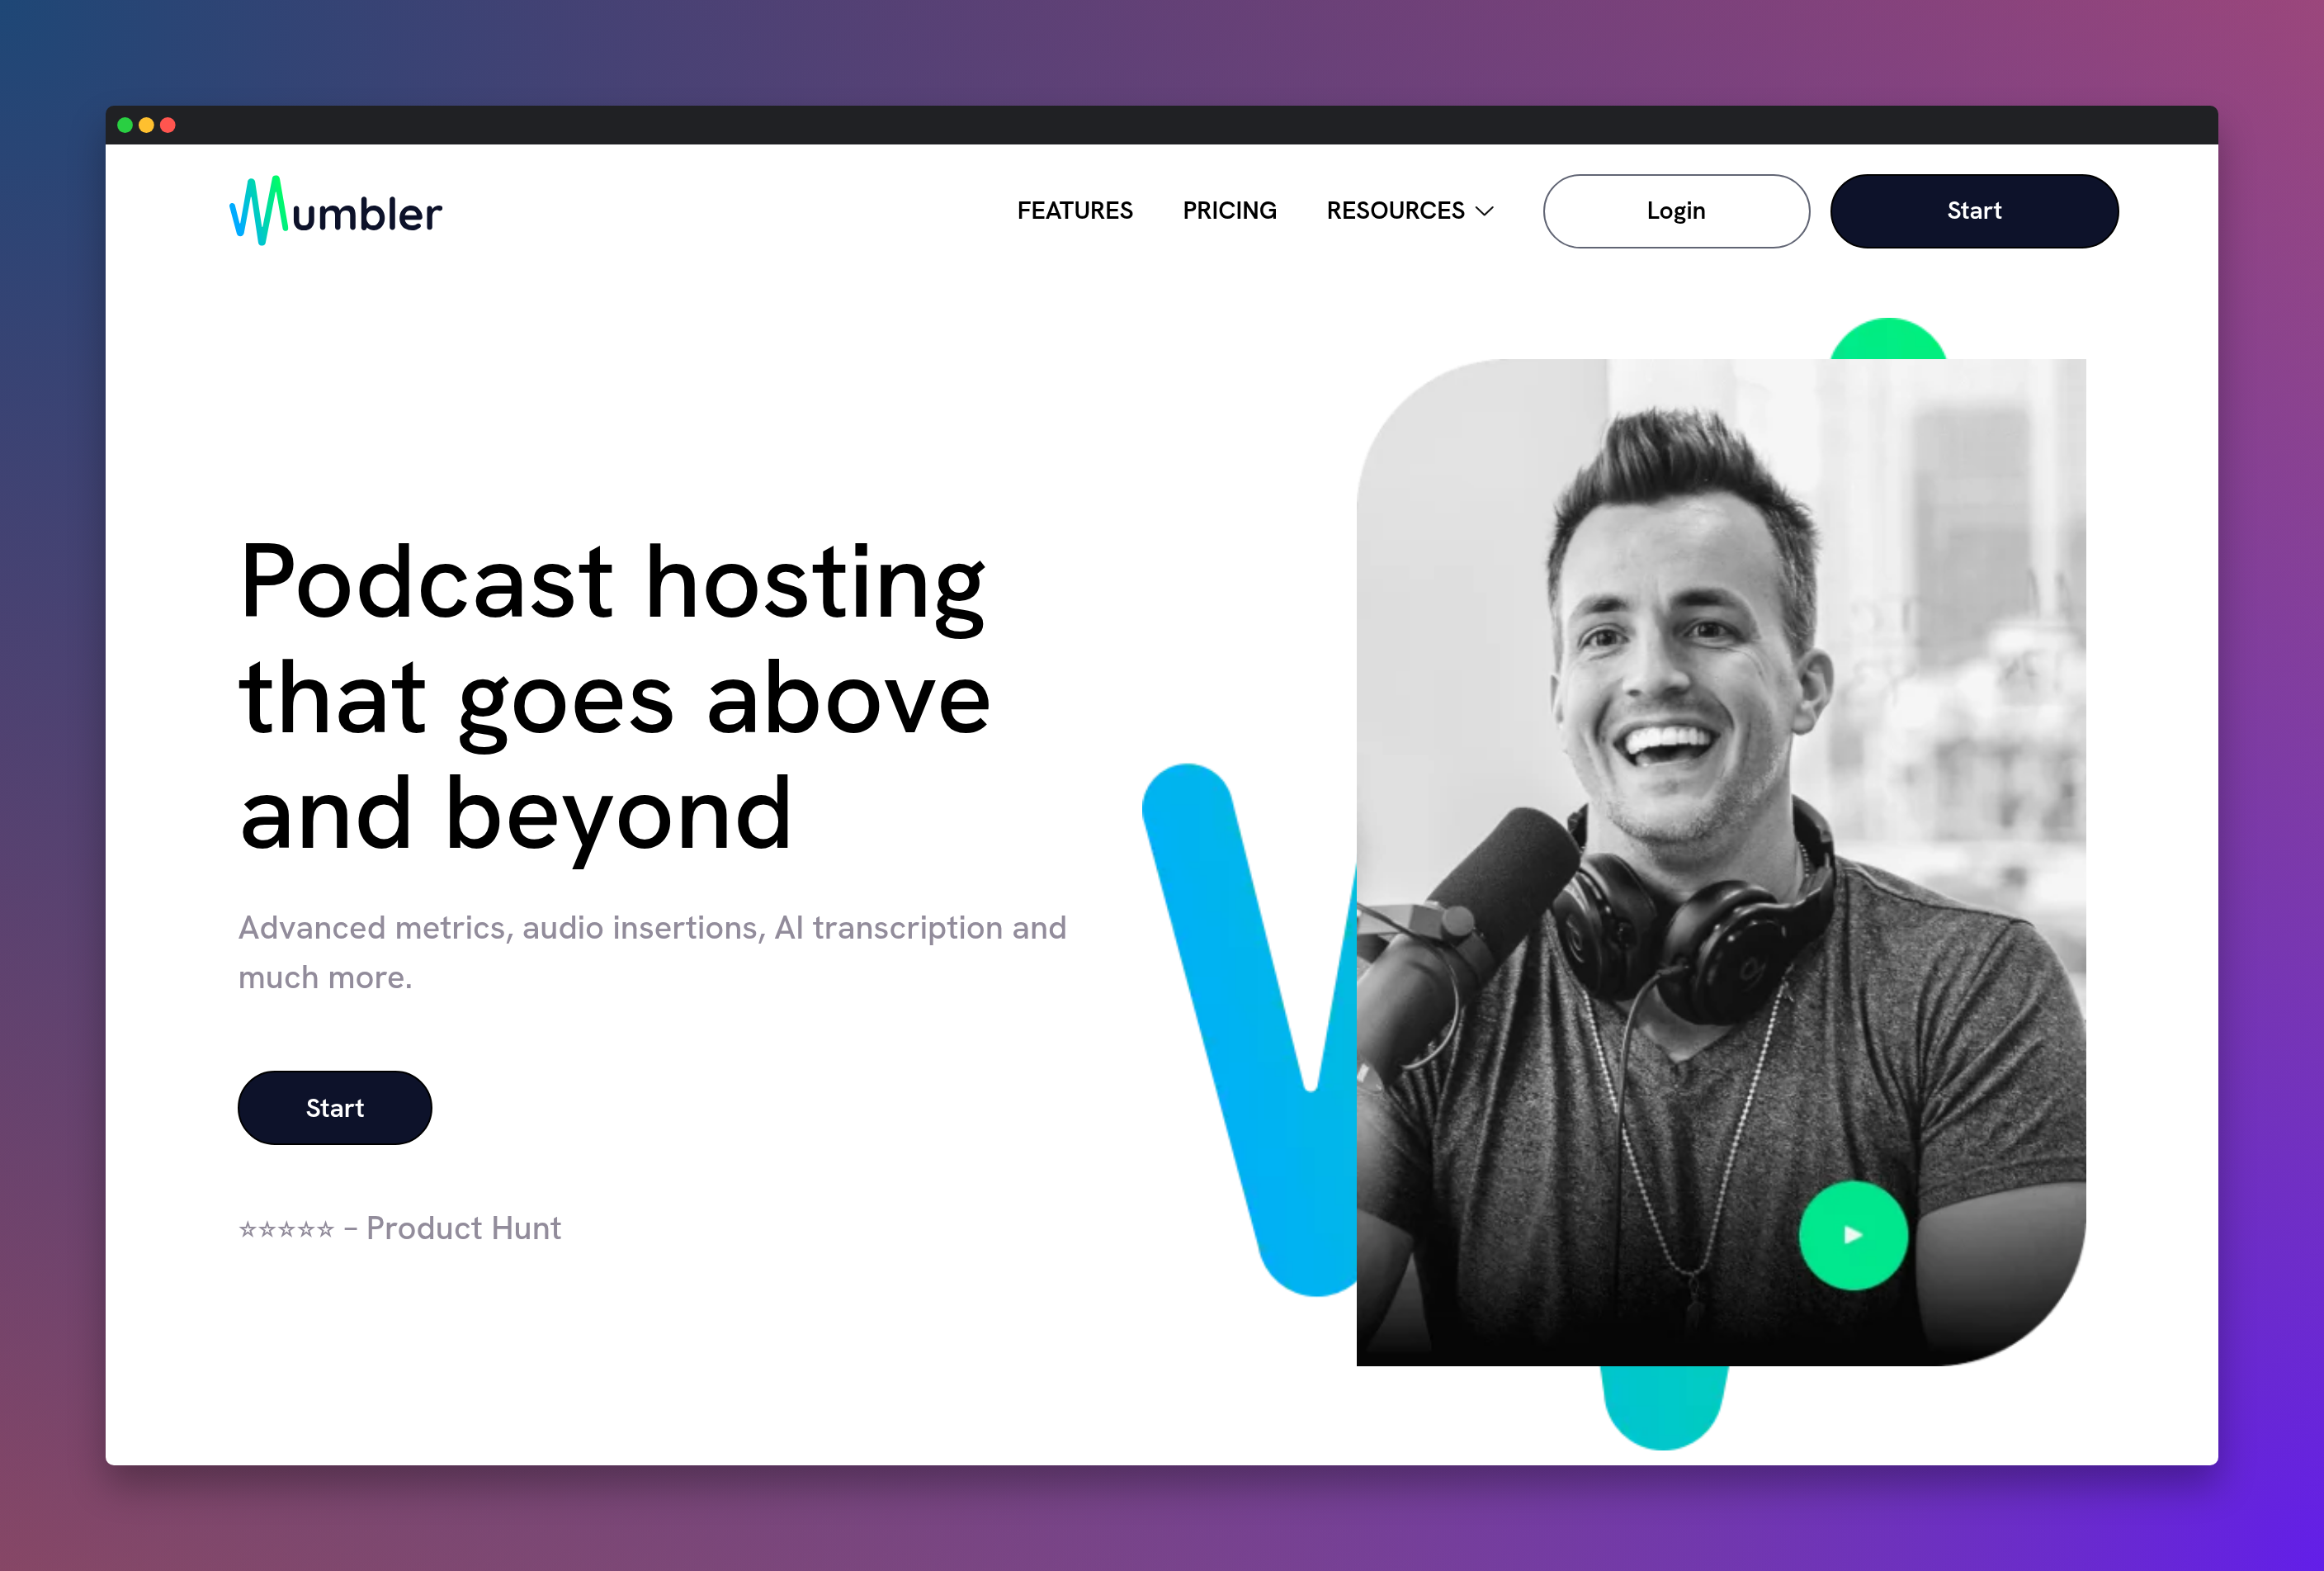 Mumbler
FEATURES
PRICING
RESOURCES
Login
Start
Podcast hosting
that goes above
and beyond
Advanced metrics, audio insertions, AI transcription and
much more.
Start
☆☆☆☆☆ – Product Hunt